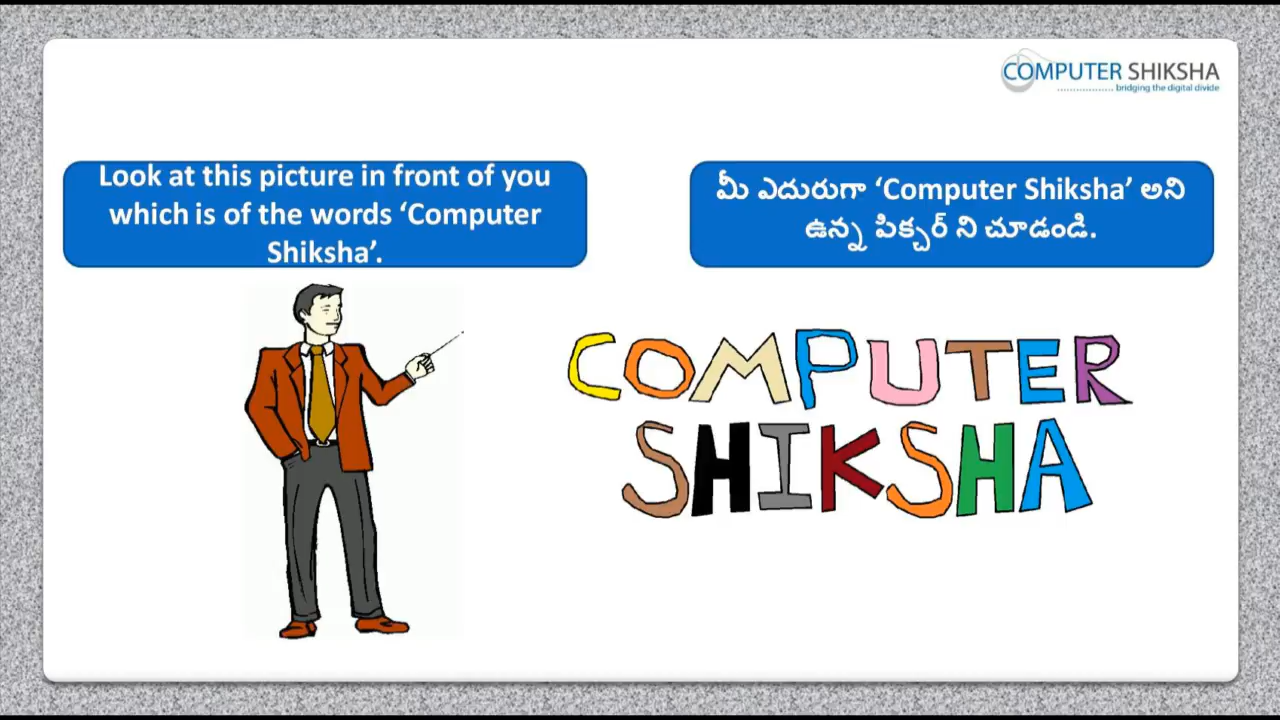 COMPUTER SHIKSHA
bridging the digital divide
Look at this picture in front of you
which is of the words ‘Computer
Shiksha’.
మీ ఎదురుగా ‘Computer Shiksha’ అని
ఉన్న పిక్చర్ ని చూడండి.
COMPUTER
SHIKSHA